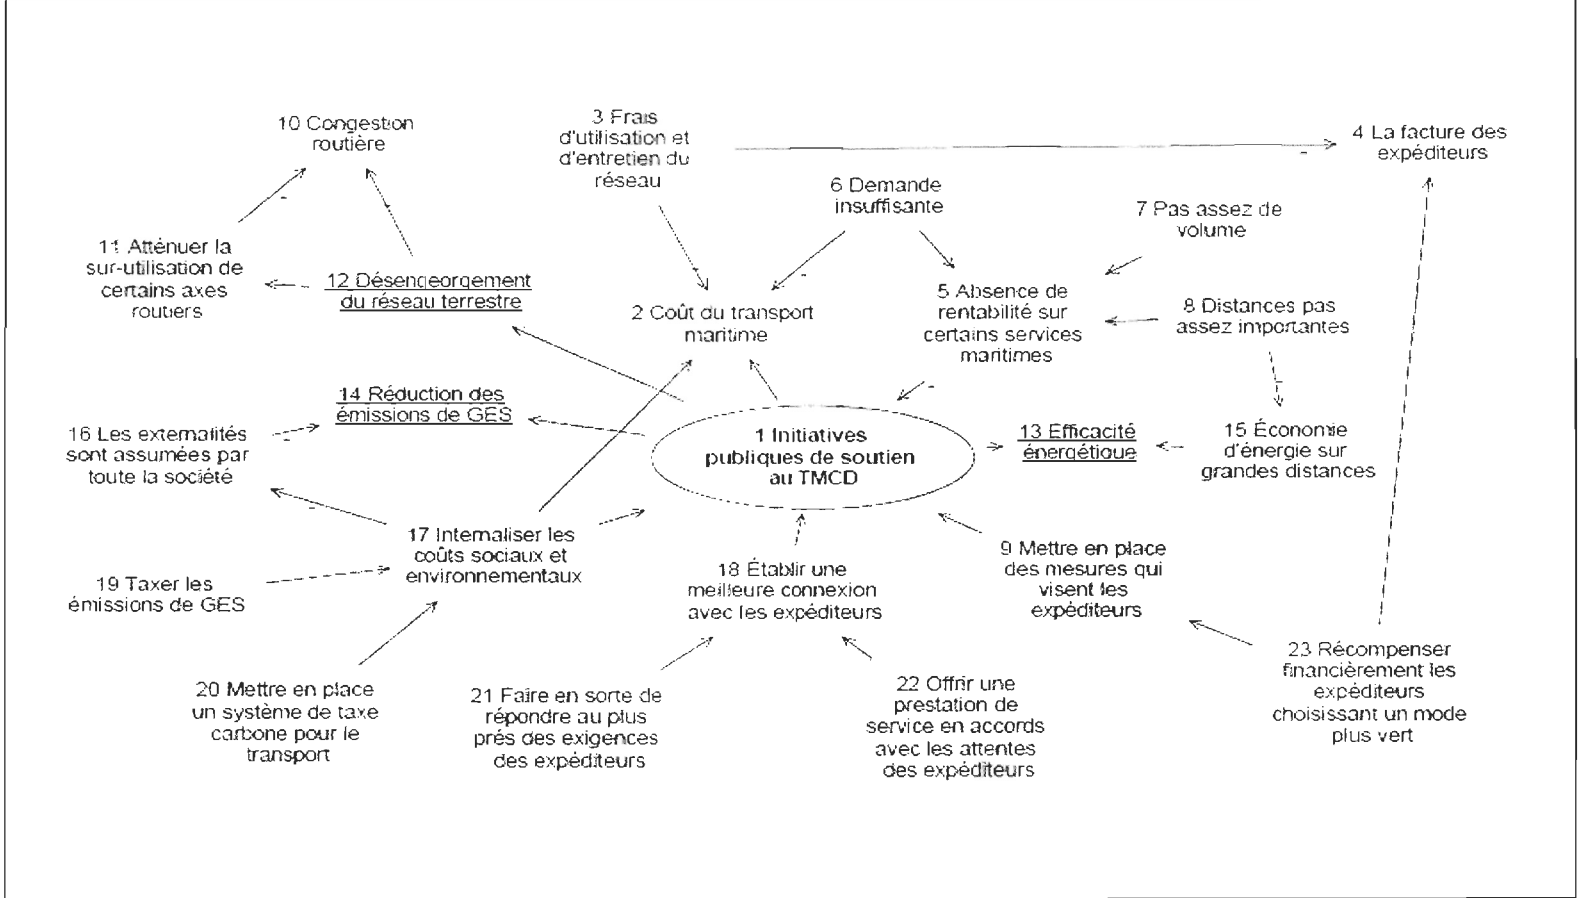 10 Congestion
routière
3 Frais
d'utilisation et
d'entretien du
réseau
4 La facture des
expéditeurs
6 Demande
insuffisante
7 Pas assez de
volume
11 Atténuer la
sur-utilisation de
certains axes
routiers
12 Désengeorgement
du réseau terrestre
2 Coût du transport
maritime
5 Absence de
rentabilité sur
certains services
maritimes
8 Distances pas
assez importantes
14 Réduction des
émissions de GES
16 Les externalités
sont assumées par
toute la société
1 Initiatives
publiques de soutien
au TMCD
13 Efficacité
énergétique
15 Économie
d'énergie sur
grandes distances
17 Internaliser les
coûts sociaux et
environnementaux
19 Taxer les
émissions de GES
18 Établir une
meilleure connexion
avec les expéditeurs
9 Mettre en place
des mesures qui
visent les
expéditeurs
20 Mettre en place
un système de taxe
carbone pour le
transport
21 Faire en sorte de
répondre au plus
prés des exigences
des expéditeurs
22 Offrir une
prestation de
service en accords
avec les attentes
des expéditeurs
23 Récompenser
financièrement les
expéditeurs
choisissant un mode
plus vert